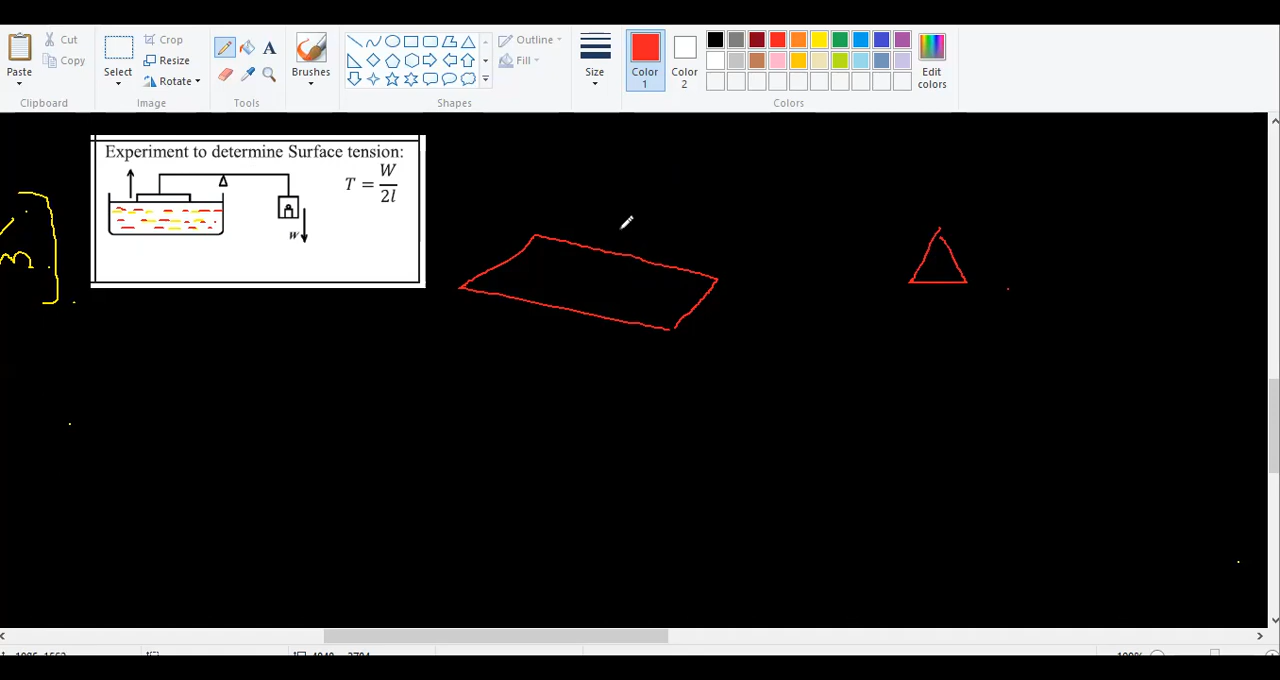 Paste
Cut
Copy
Clipboard
Select
Crop
Resize
Rotate
Image
A
Tools
Brushes
Outline
Fill
Shapes
Size
Color 1
Color 2
Edit colors
Colors
Experiment to determine Surface tension:
T = W/2l
W
m